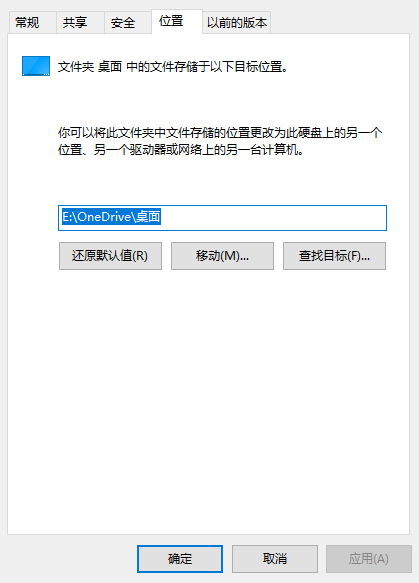 常规 共享 安全 位置 以前的版本
文件夹 桌面 中的文件存储于以下目标位置。
你可以将此文件夹中文件存储的位置更改为此硬盘上的另一个
位置、另一个驱动器或网络上的另一台计算机。
E:\OneDrive\桌面
还原默认值(R) 移动(M)... 查找目标(F)...
确定 取消 应用(A)